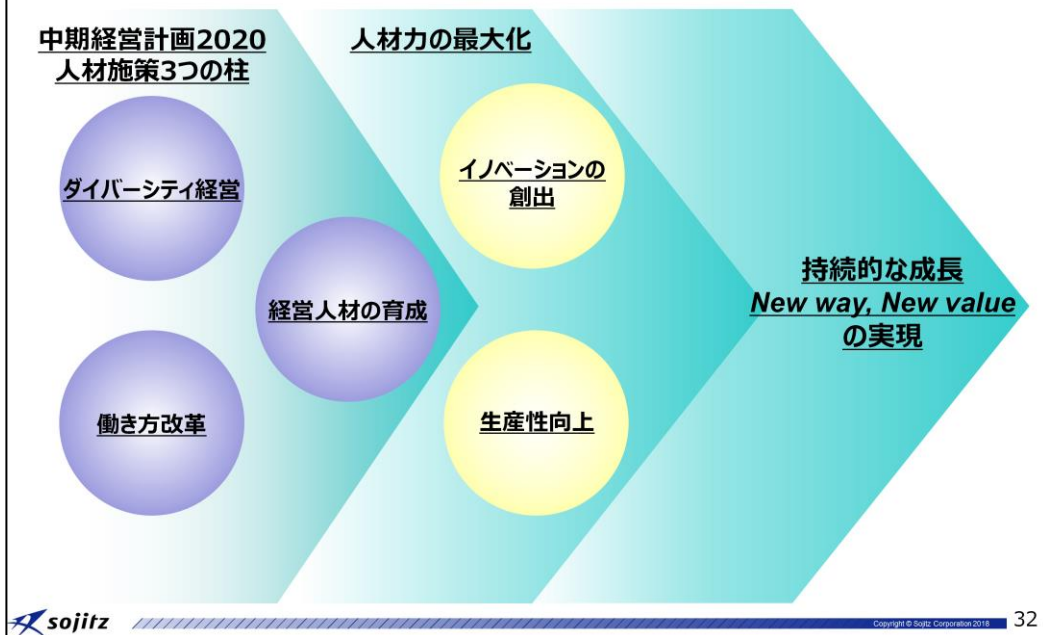 中期経営計画2020
人材施策3つの柱
人材力の最大化
ダイバーシティ経営
経営人材の育成
働き方改革
イノベーションの
創出
生産性向上
持続的な成長
New way, New value
の実現
sojitz
Copyright © Sojitz Corporation 2018
32